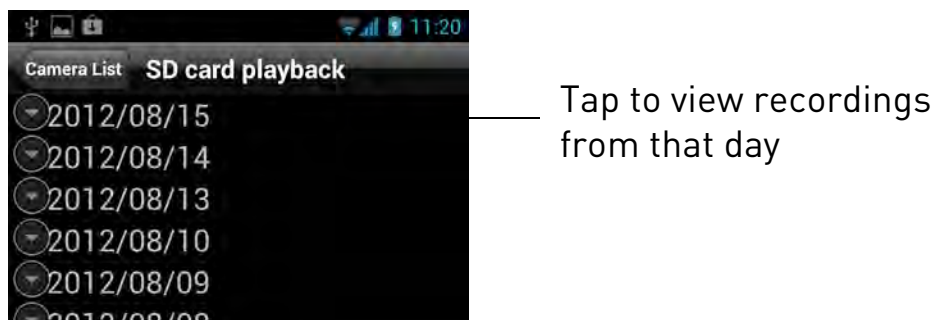 11:20
Camera List SD card playback
2012/08/15
2012/08/14
2012/08/13
2012/08/10
2012/08/09
Tap to view recordings
from that day